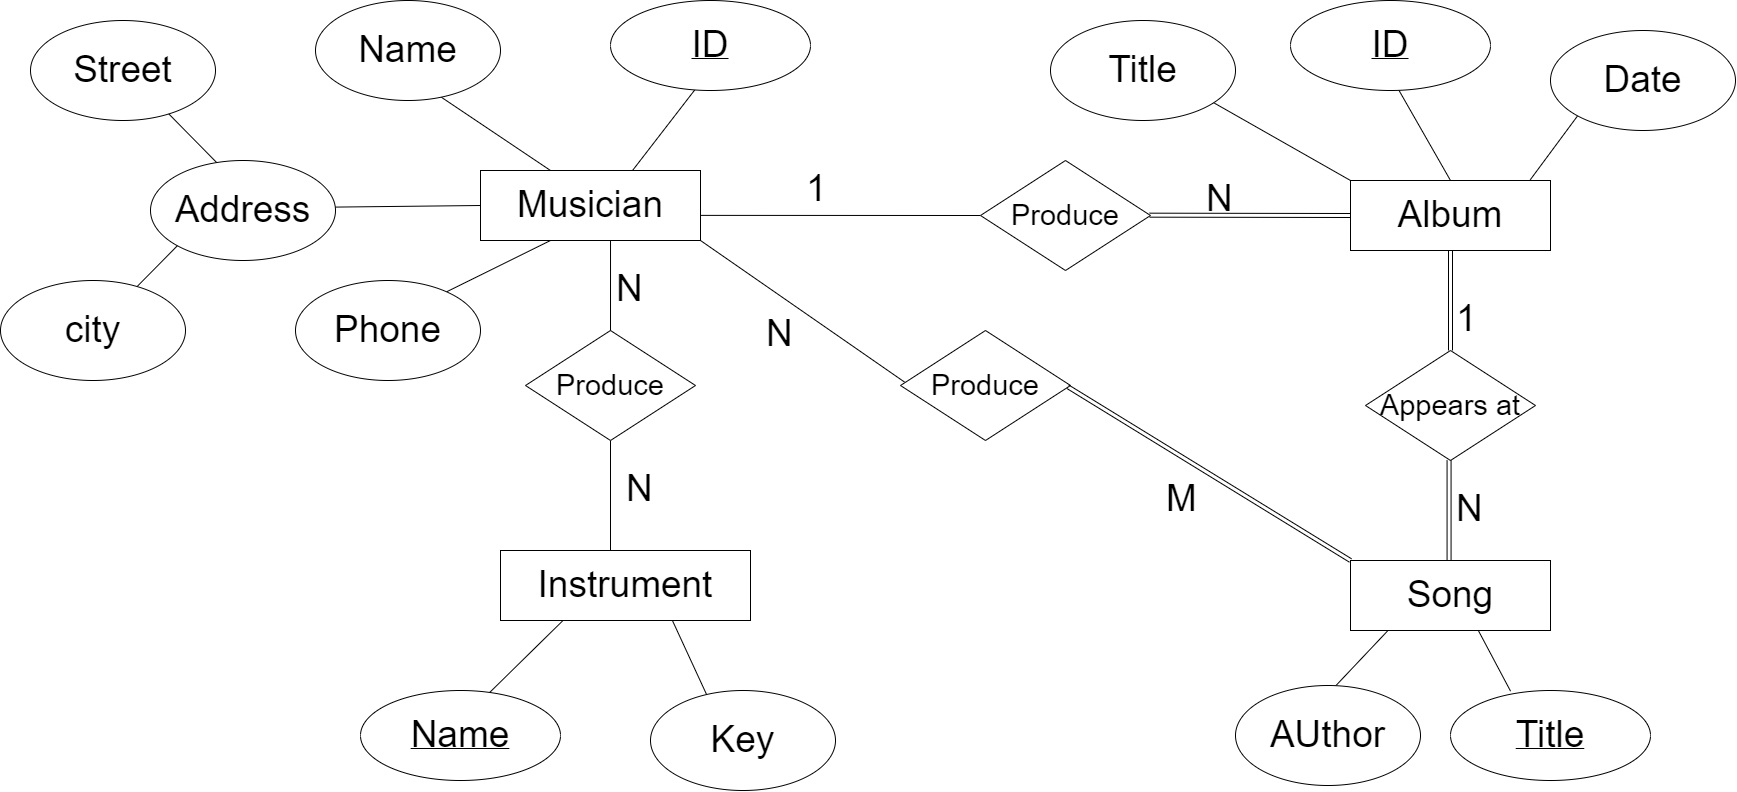 Name
ID
Title
ID
Street
Date
Address
Musician
1
Produce
N
Album
city
Phone
N
N
1
Produce
Produce
Appears at
N
M
N
Instrument
Song
Name
Key
AUthor
Title